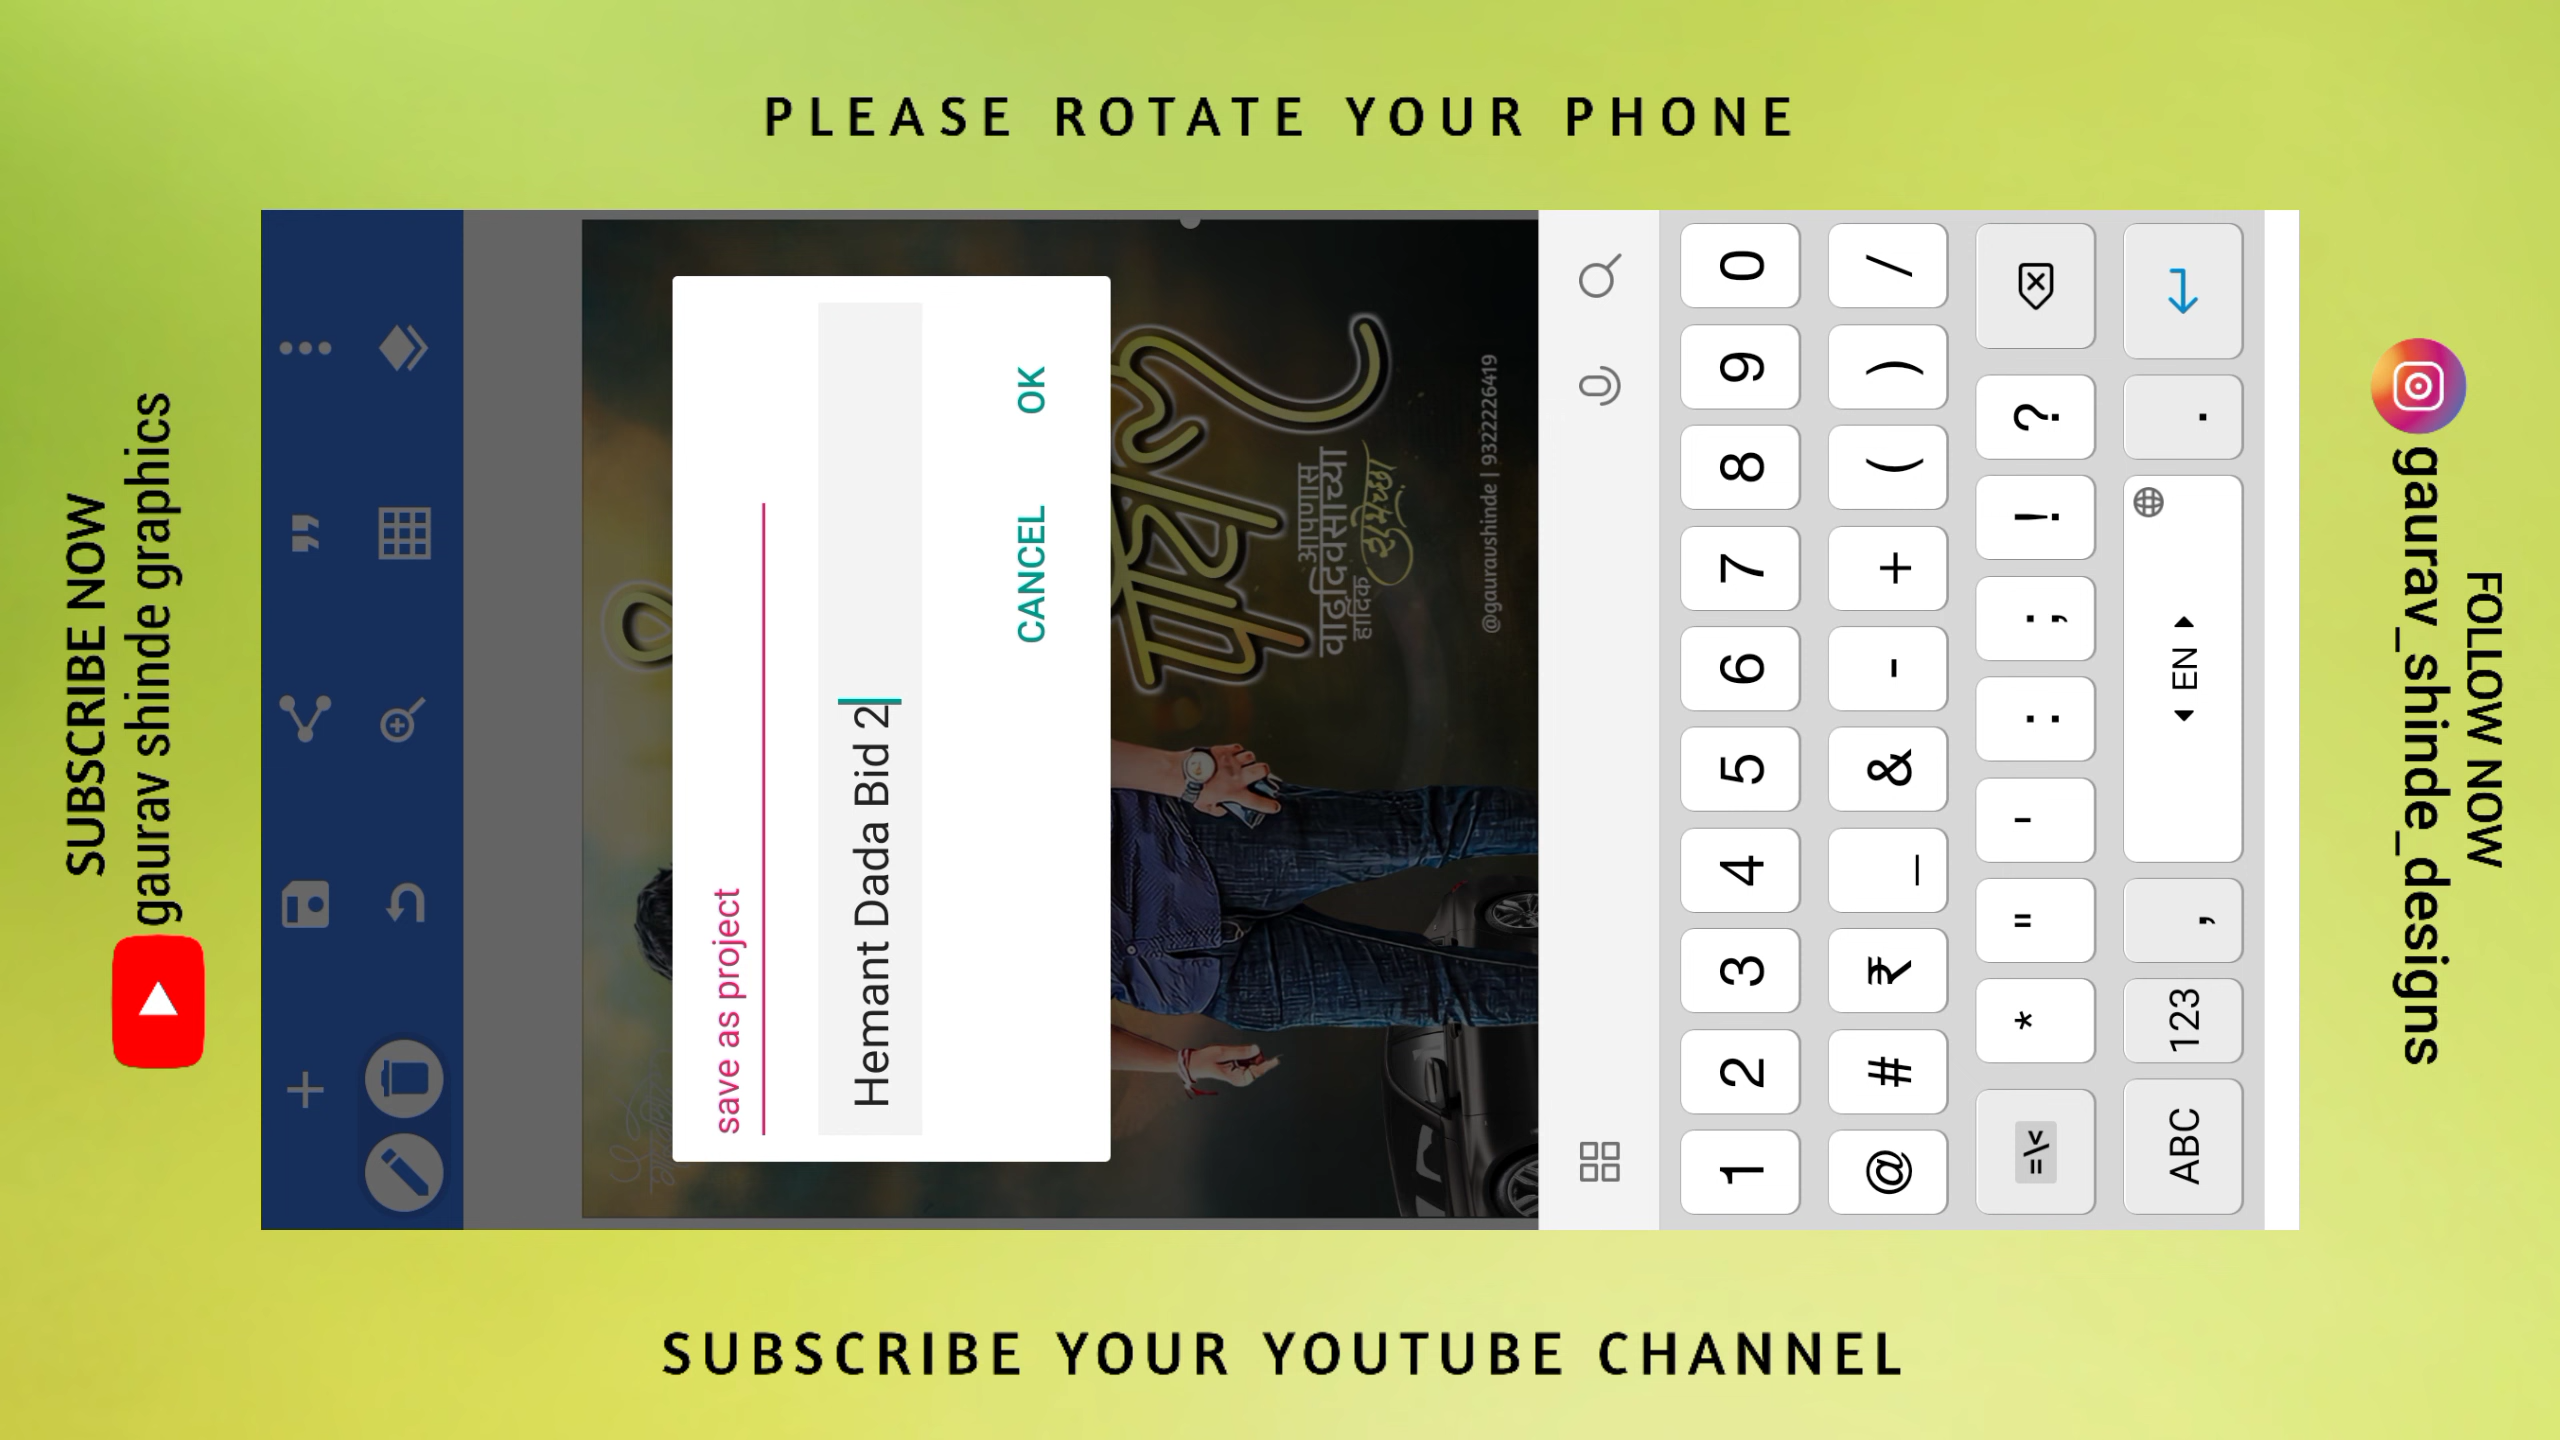 PLEASE ROTATE YOUR PHONE
SUBSCRIBE NOW
gaurav shinde graphics
save as project
Hemant Dada Bid 2
CANCEL OK
पाटील
आपणास
वाढदिवसाच्या
हार्दिक
शुभेच्छा
@gauravshinde | 9322226419
1 2 3 4 5 6 7 8 9 0
@ # ₹ _ & - + ( ) /
=\< * " ' : ; ! ?
ABC 123 , EN .
gaurav_shinde_designs
FOLLOW NOW
SUBSCRIBE YOUR YOUTUBE CHANNEL